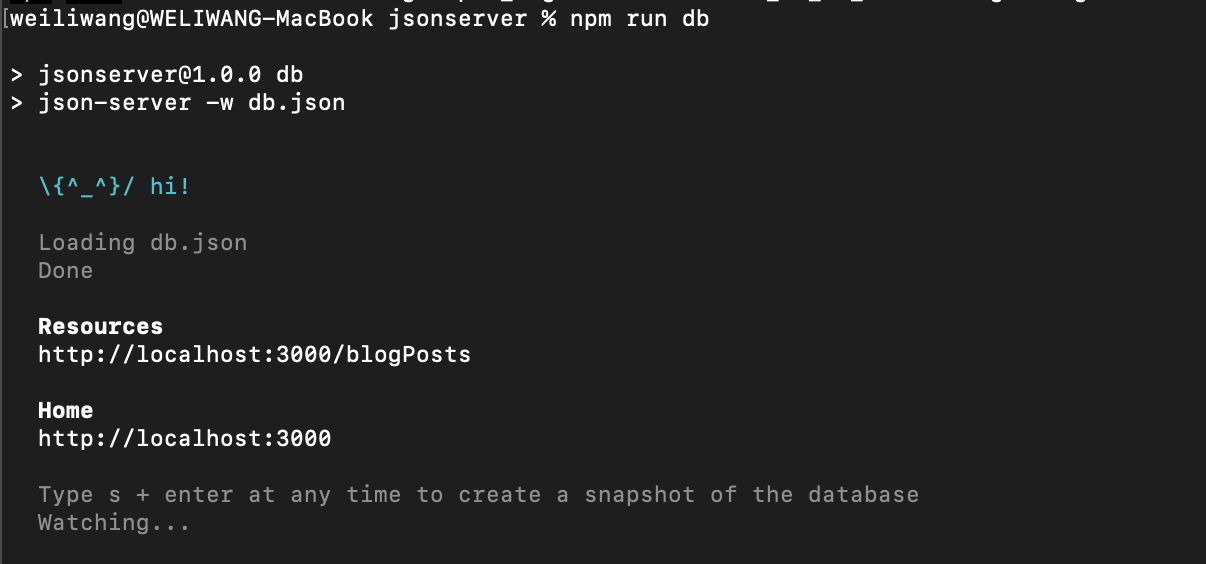 [weiliwang@WELIWANG-MacBook jsonserver % npm run db
> jsonserver@1.0.0 db
> json-server -w db.json
\{^_^}/ hi!
Loading db.json
Done
Resources
http://localhost:3000/blogPosts
Home
http://localhost:3000
Type s + enter at any time to create a snapshot of the database
Watching...